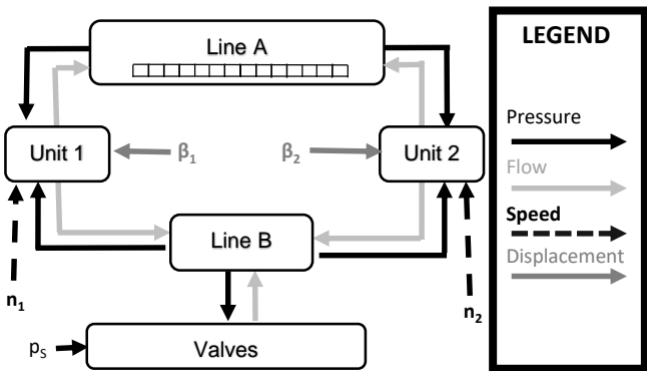 Line A
Unit 1
β₁
β₂
Unit 2
Line B
n₁
n₂
pₛ
Valves
LEGEND
Pressure
Flow
Speed
Displacement